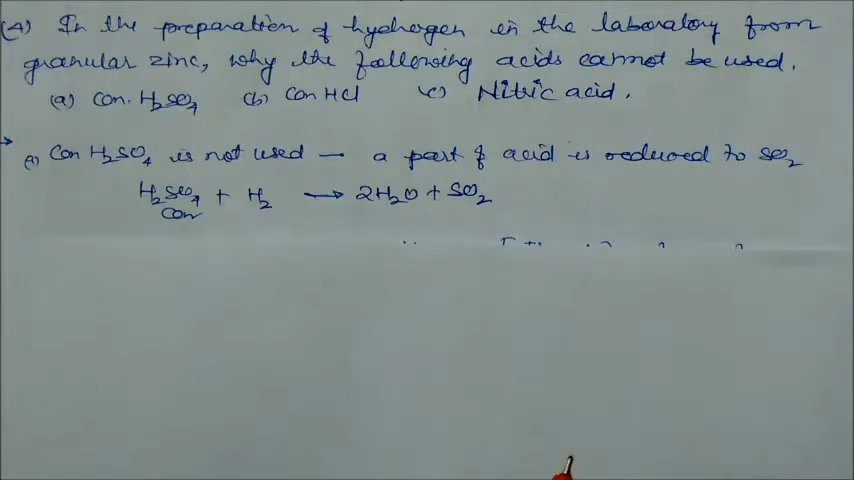 (4) In the preparation of hydrogen in the laboratory from
granular zinc, why the following acids cannot be used.
(a) Con. H₂SO₄ (b) Con HCl (c) Nitric acid.
→ (a) Con H₂SO₄ is not used — a part of acid is reduced to SO₂
H₂SO₄ + H₂ → 2H₂O + SO₂
Con